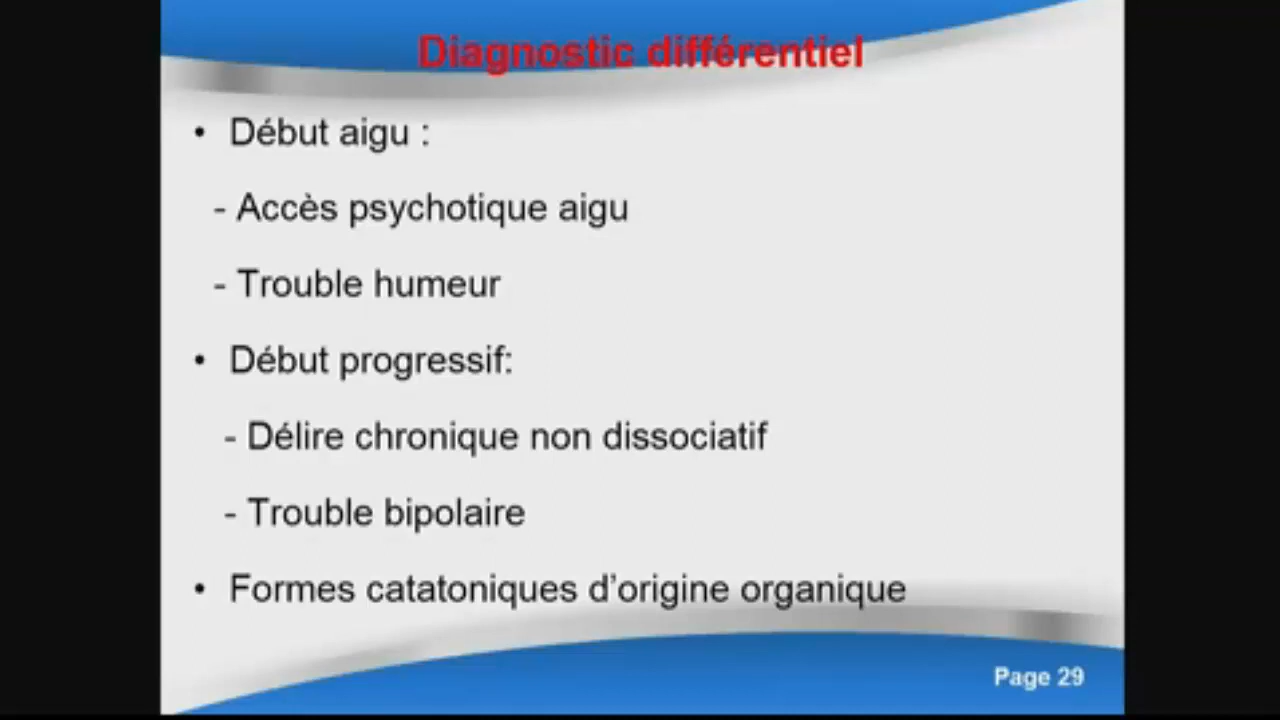 Diagnostic différentiel
• Début aigu :
- Accès psychotique aigu
- Trouble humeur
• Début progressif:
- Délire chronique non dissociatif
- Trouble bipolaire
• Formes catatoniques d’origine organique
Page 29